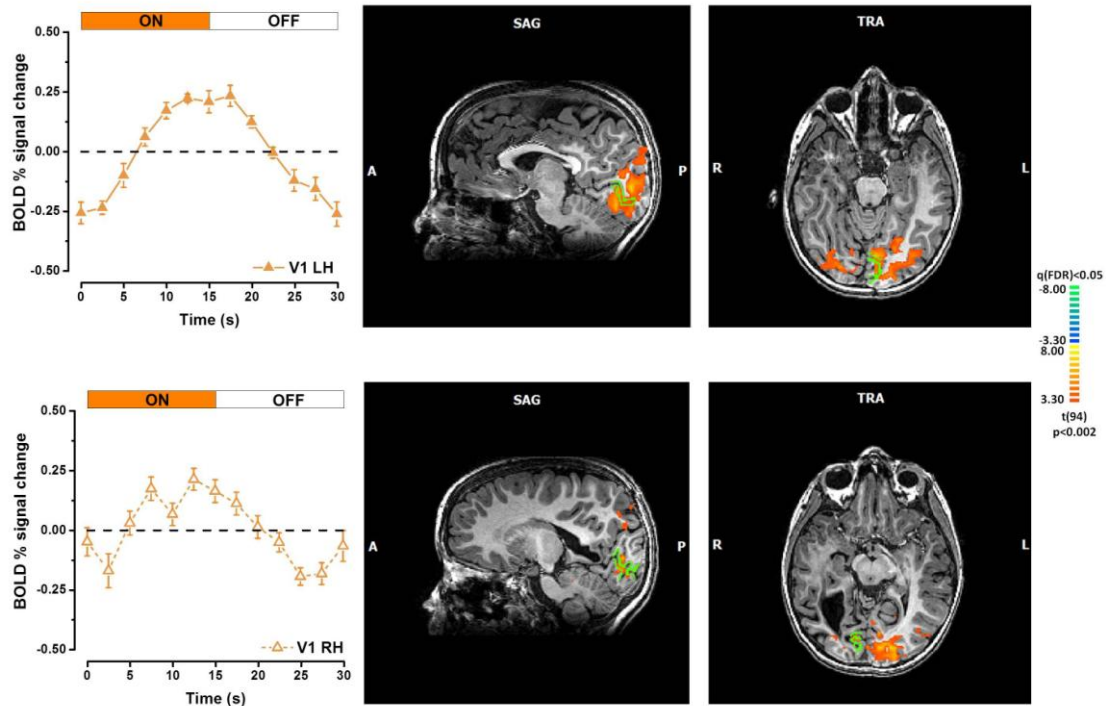 ON OFF
BOLD % signal change
0.50
0.25
0.00
-0.25
-0.50
V1 LH
0 5 10 15 20 25 30
Time (s)
SAG
A P
TRA
R L
q(FDR)<0.05
-8.00
-3.30
8.00
3.30
t(94)
p<0.002
ON OFF
BOLD % signal change
0.50
0.25
0.00
-0.25
-0.50
V1 RH
0 5 10 15 20 25 30
Time (s)
SAG
A P
TRA
R L